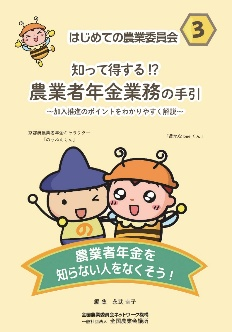 はじめての農業委員会
3
知って得する!?
農業者年金業務の手引
〜加入推進のポイントをわかりやすく解説〜
の
農業者年金を
知らない人をなくそう！
全国農業委員会ネットワーク機構
一般社団法人 全国農業会議所